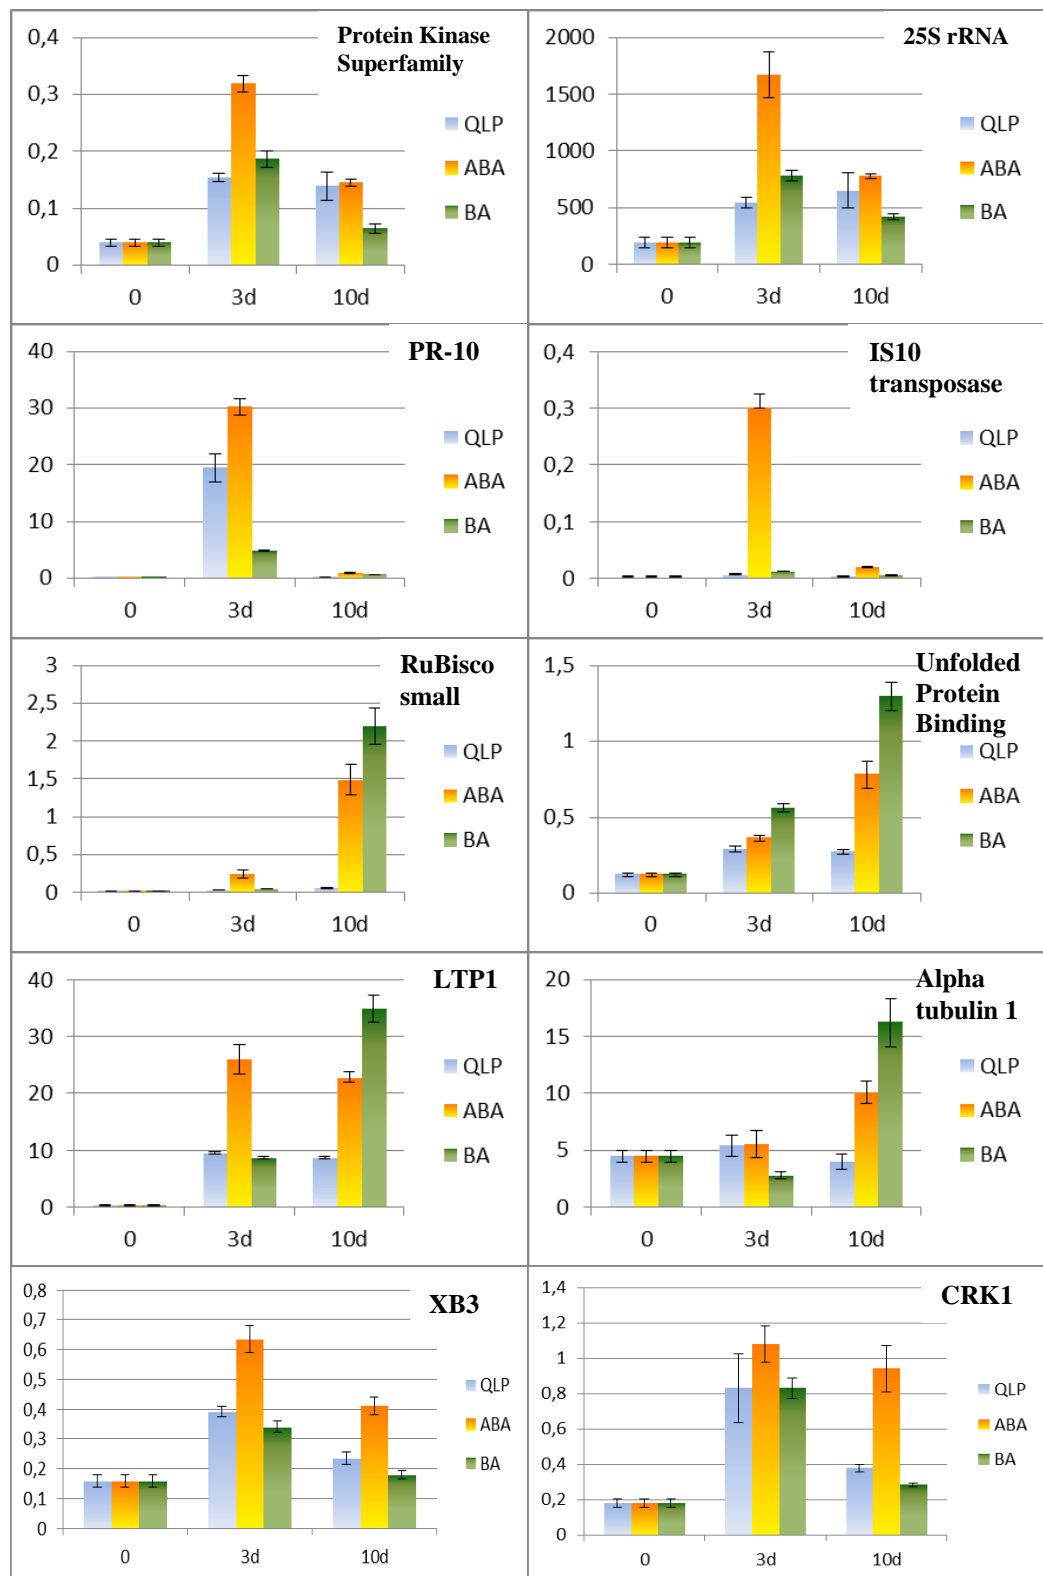 Protein Kinase
Superfamily
0,4
0,3
0,2
0,1
0
QLP
ABA
BA
0 3d 10d
25S rRNA
2000
1500
1000
500
0
QLP
ABA
BA
0 3d 10d
PR-10
40
30
20
10
0
QLP
ABA
BA
0 3d 10d
IS10
transposase
0,4
0,3
0,2
0,1
0
QLP
ABA
BA
0 3d 10d
RuBisco
small
3
2,5
2
1,5
1
0,5
0
QLP
ABA
BA
0 3d 10d
Unfolded
Protein
Binding
1,5
1
0,5
0
QLP
ABA
BA
0 3d 10d
LTP1
40
30
20
10
0
QLP
ABA
BA
0 3d 10d
Alpha
tubulin 1
20
15
10
5
0
QLP
ABA
BA
0 3d 10d
XB3
0,8
0,7
0,6
0,5
0,4
0,3
0,2
0,1
0
QLP
ABA
BA
0 3d 10d
CRK1
1,4
1,2
1
0,8
0,6
0,4
0,2
0
QLP
ABA
BA
0 3d 10d